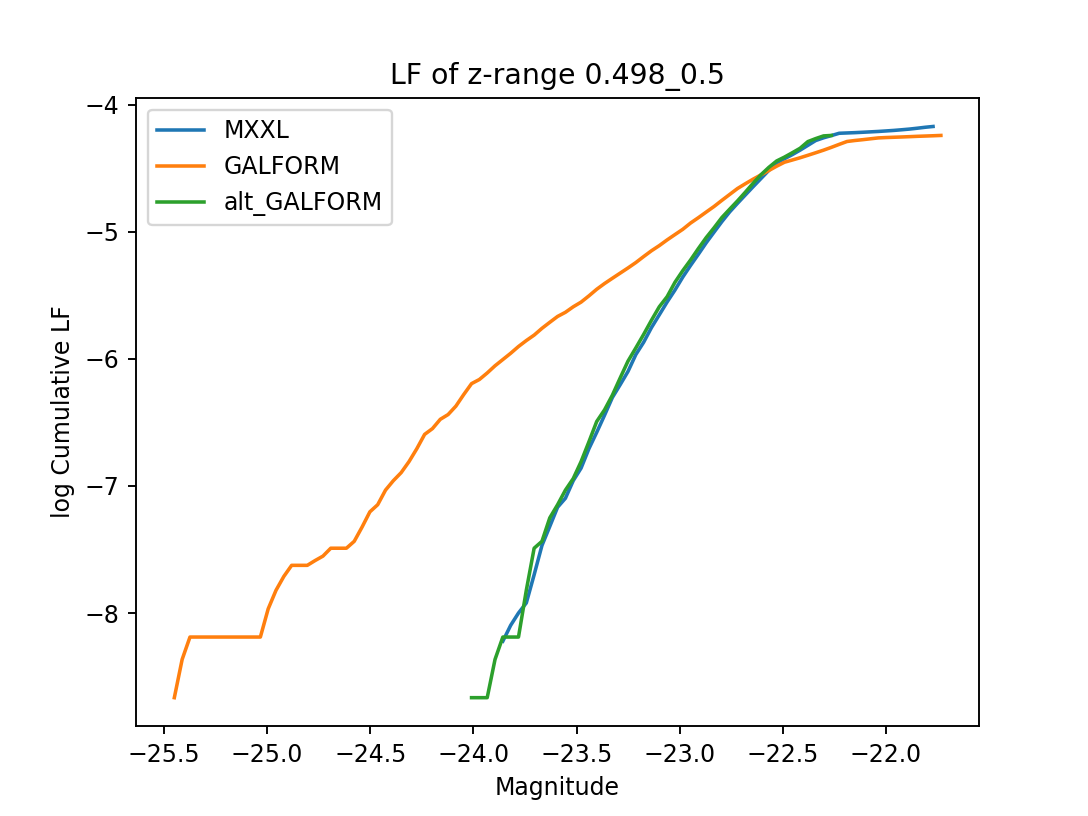 LF of z-range 0.498_0.5
MXXL
GALFORM
alt_GALFORM
−4
−5
−6
−7
−8
log Cumulative LF
−25.5 −25.0 −24.5 −24.0 −23.5 −23.0 −22.5 −22.0
Magnitude